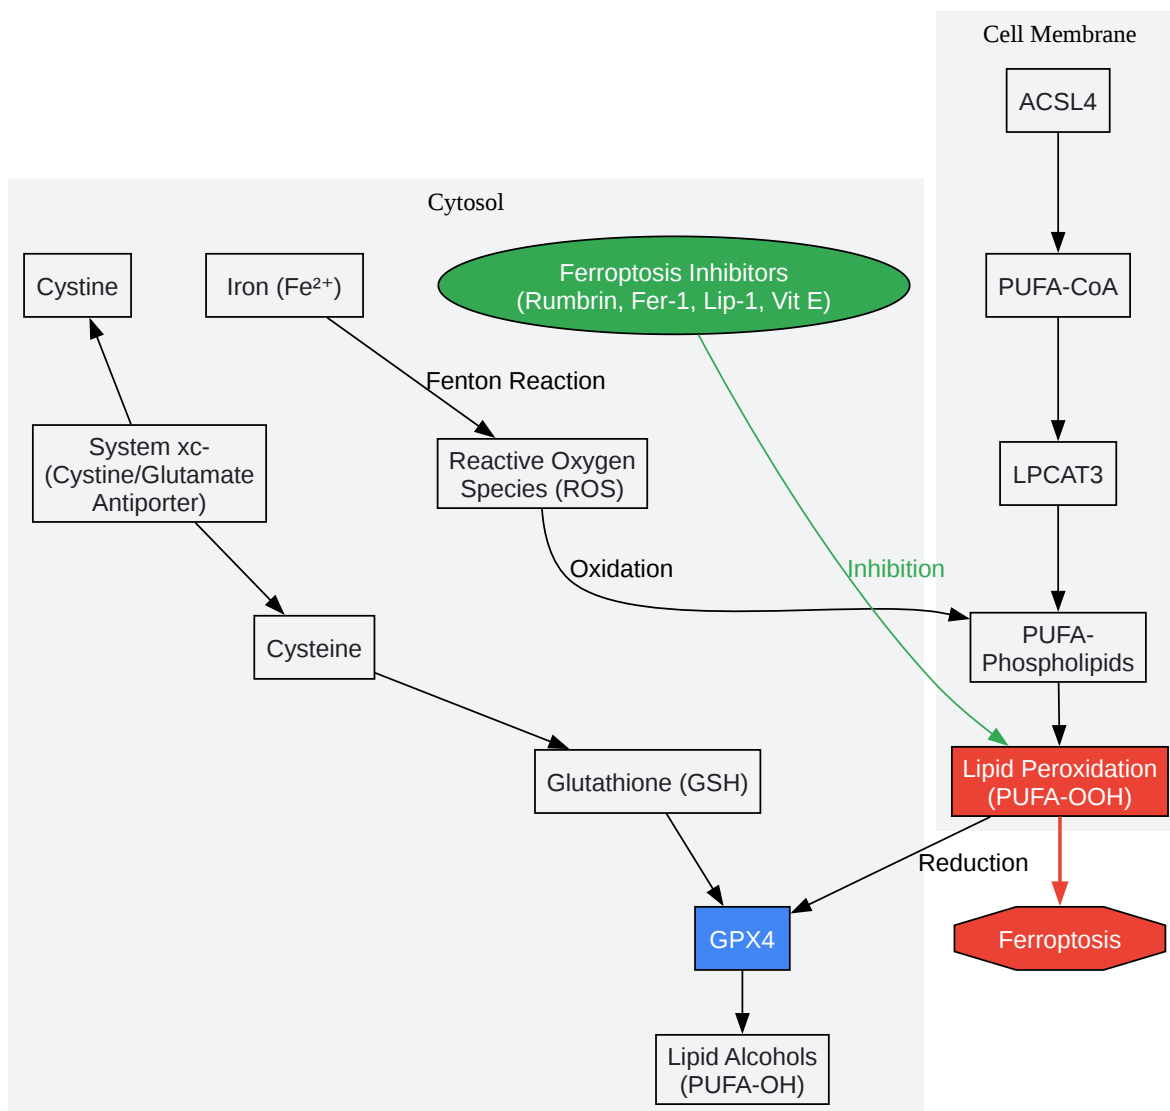 Cell Membrane
ACSL4
Cytosol
Cystine
Iron (Fe²⁺)
Ferroptosis Inhibitors
(Rumbrin, Fer-1, Lip-1, Vit E)
PUFA-CoA
Fenton Reaction
System xc-
(Cystine/Glutamate
Antiporter)
Reactive Oxygen
Species (ROS)
LPCAT3
Oxidation
Inhibition
Cysteine
PUFA-
Phospholipids
Glutathione (GSH)
Lipid Peroxidation
(PUFA-OOH)
Reduction
GPX4
Ferroptosis
Lipid Alcohols
(PUFA-OH)